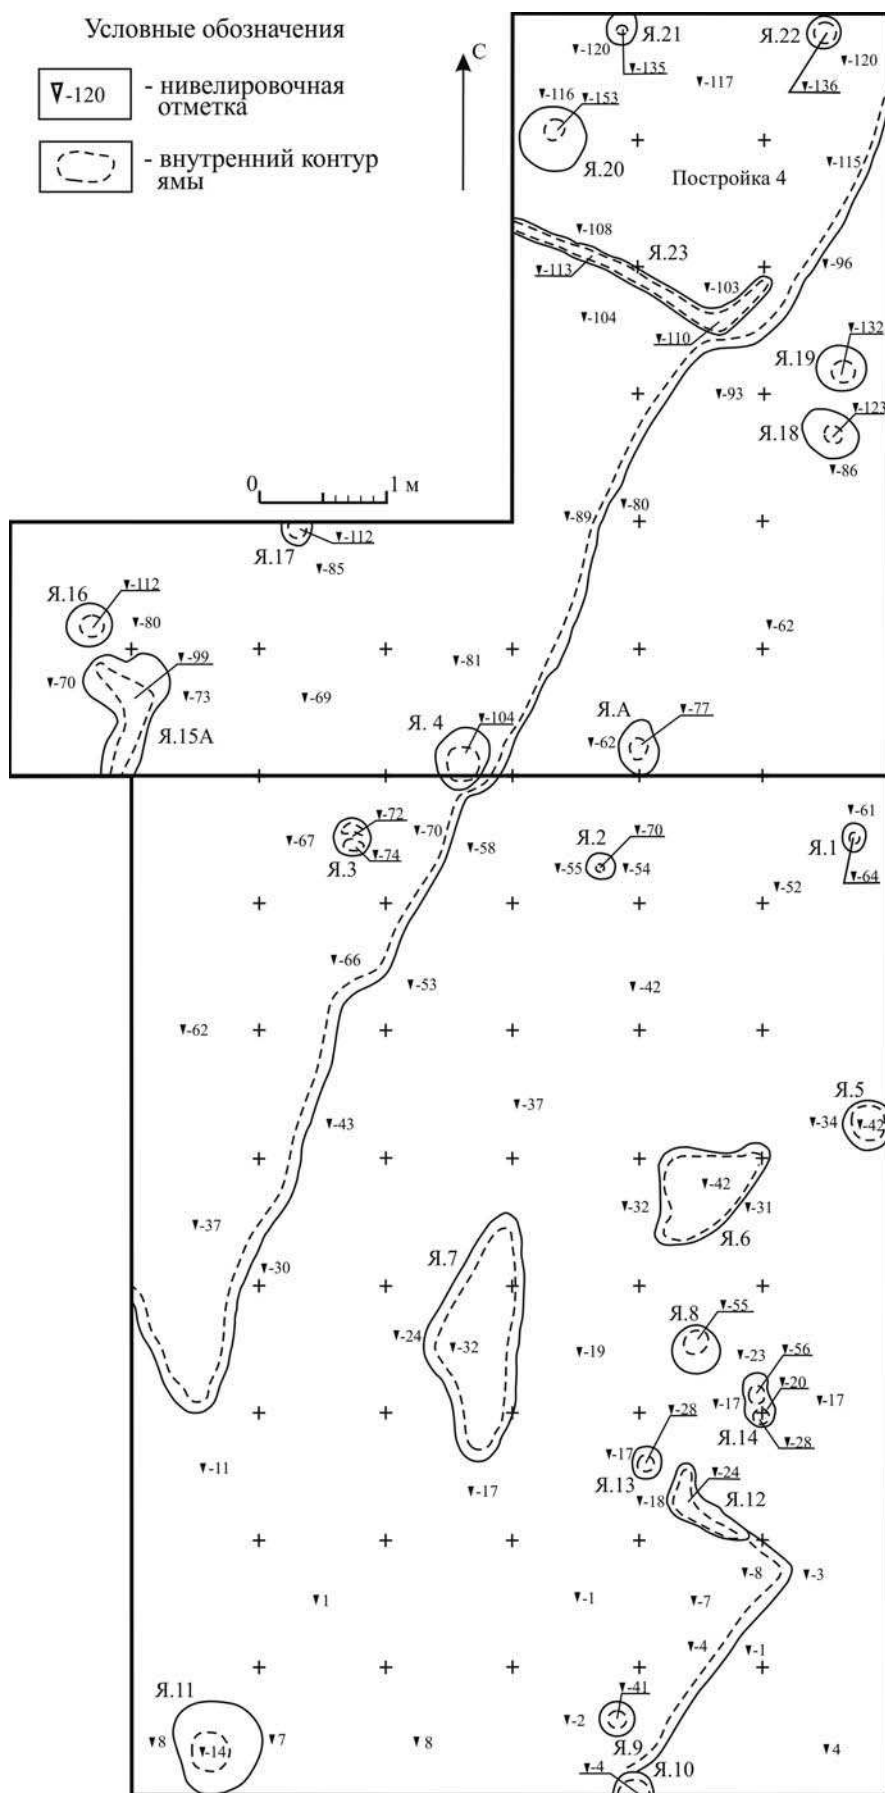 Условные обозначения
-120
- нивелировочная
отметка
- внутренний контур
ямы
С
Я.21
Я.22
-120
-135
-117
-120
-136
-116
-153
Я.20
-115
Постройка 4
-108
Я.23
-113
-103
-96
-104
-110
-132
Я.19
-93
-123
Я.18
-86
0
1 м
-89
-80
Я.17
-112
-85
Я.16
-112
-80
-62
-99
-81
-70
-73
-69
Я.15А
Я. 4
-104
Я.А
-77
-62
-61
-72
-70
-67
-74
Я.3
-58
Я.2
-70
-55
-54
Я.1
-64
-52
-66
-53
-42
-62
-37
Я.5
-34
-42
-43
-42
-32
-31
Я.6
-37
Я.7
-30
Я.8
-55
-24
-32
-19
-23
-56
-20
-17
-17
Я.14
-28
-28
-17
Я.13
-11
-17
-24
-18
Я.12
-8
-3
1
-1
-7
-4
-1
Я.11
-41
8
-14
7
8
-2
Я.9
4
-4
Я.10